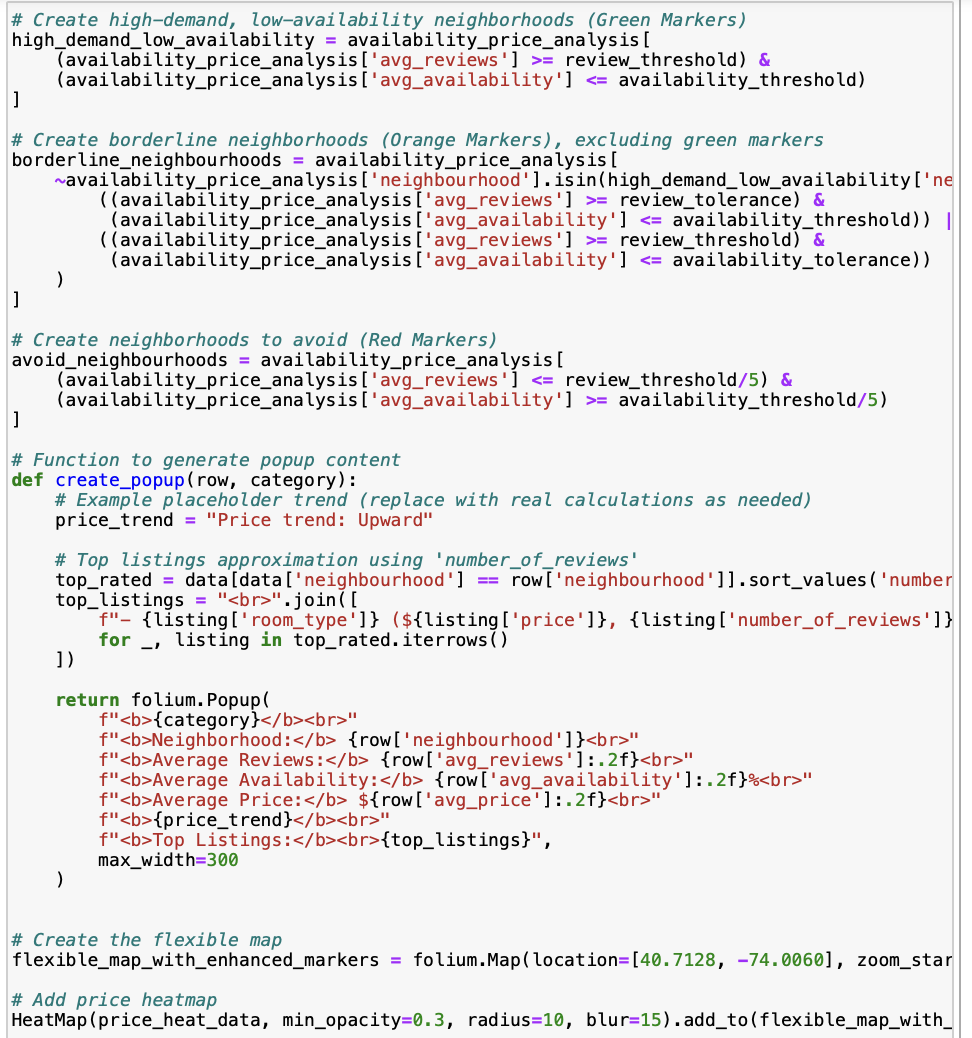 # Create high-demand, low-availability neighborhoods (Green Markers)
high_demand_low_availability = availability_price_analysis[
    (availability_price_analysis['avg_reviews'] >= review_threshold) &
    (availability_price_analysis['avg_availability'] <= availability_threshold)
]

# Create borderline neighborhoods (Orange Markers), excluding green markers
borderline_neighbourhoods = availability_price_analysis[
    ~availability_price_analysis['neighbourhood'].isin(high_demand_low_availability['ne
        ((availability_price_analysis['avg_reviews'] >= review_tolerance) &
         (availability_price_analysis['avg_availability'] <= availability_threshold)) |
        ((availability_price_analysis['avg_reviews'] >= review_threshold) &
         (availability_price_analysis['avg_availability'] <= availability_tolerance))
    )
]

# Create neighborhoods to avoid (Red Markers)
avoid_neighbourhoods = availability_price_analysis[
    (availability_price_analysis['avg_reviews'] <= review_threshold/5) &
    (availability_price_analysis['avg_availability'] >= availability_threshold/5)
]

# Function to generate popup content
def create_popup(row, category):
    # Example placeholder trend (replace with real calculations as needed)
    price_trend = "Price trend: Upward"

    # Top listings approximation using 'number_of_reviews'
    top_rated = data[data['neighbourhood'] == row['neighbourhood']].sort_values('number
    top_listings = "<br>".join([
        f"- {listing['room_type']} (${listing['price']}, {listing['number_of_reviews']}
        for _, listing in top_rated.iterrows()
    ])

    return folium.Popup(
        f"<b>{category}</b><br>"
        f"<b>Neighborhood:</b> {row['neighbourhood']}<br>"
        f"<b>Average Reviews:</b> {row['avg_reviews']:.2f}<br>"
        f"<b>Average Availability:</b> {row['avg_availability']:.2f}%<br>"
        f"<b>Average Price:</b> ${row['avg_price']:.2f}<br>"
        f"<b>{price_trend}</b><br>"
        f"<b>Top Listings:</b><br>{top_listings}",
        max_width=300
    )

# Create the flexible map
flexible_map_with_enhanced_markers = folium.Map(location=[40.7128, -74.0060], zoom_star

# Add price heatmap
HeatMap(price_heat_data, min_opacity=0.3, radius=10, blur=15).add_to(flexible_map_with_